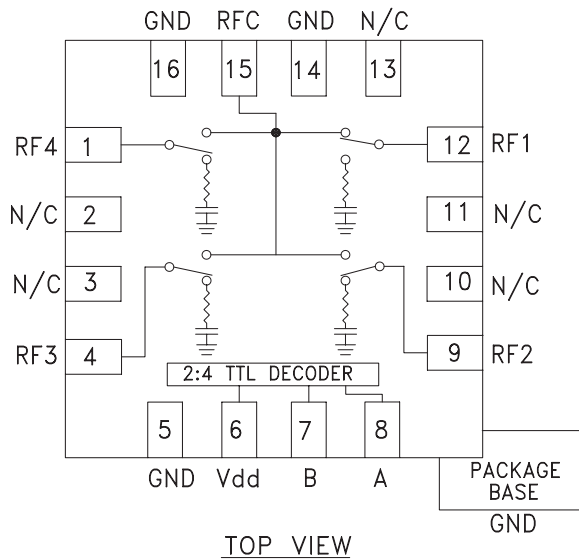 GND RFC GND N/C
16 15 14 13
RF4 1 12 RF1
N/C 2 11 N/C
N/C 3 10 N/C
RF3 4 9 RF2
2:4 TTL DECODER
5 6 7 8
GND Vdd B A
PACKAGE
BASE
GND
TOP VIEW